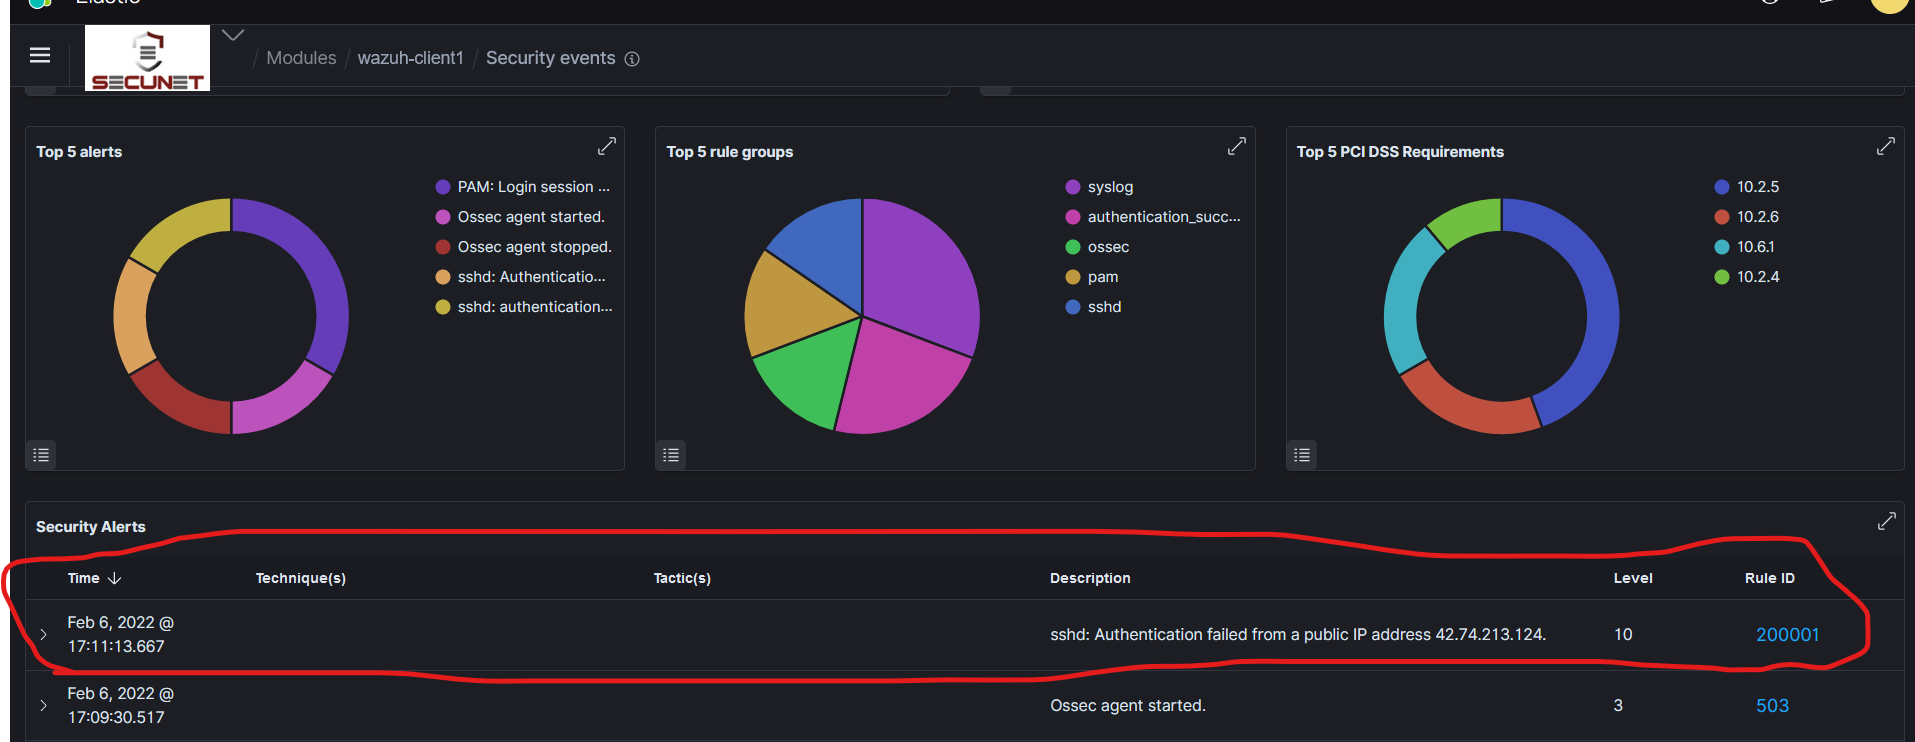 SECUNET
/ Modules / wazuh-client1 / Security events
Top 5 alerts
PAM: Login session ...
Ossec agent started.
Ossec agent stopped.
sshd: Authenticatio...
sshd: authentication...
Top 5 rule groups
syslog
authentication_succ...
ossec
pam
sshd
Top 5 PCI DSS Requirements
10.2.5
10.2.6
10.6.1
10.2.4
Security Alerts
Time Technique(s) Tactic(s) Description Level Rule ID
Feb 6, 2022 @
17:11:13.667
sshd: Authentication failed from a public IP address 42.74.213.124. 10 200001
Feb 6, 2022 @
17:09:30.517
Ossec agent started. 3 503